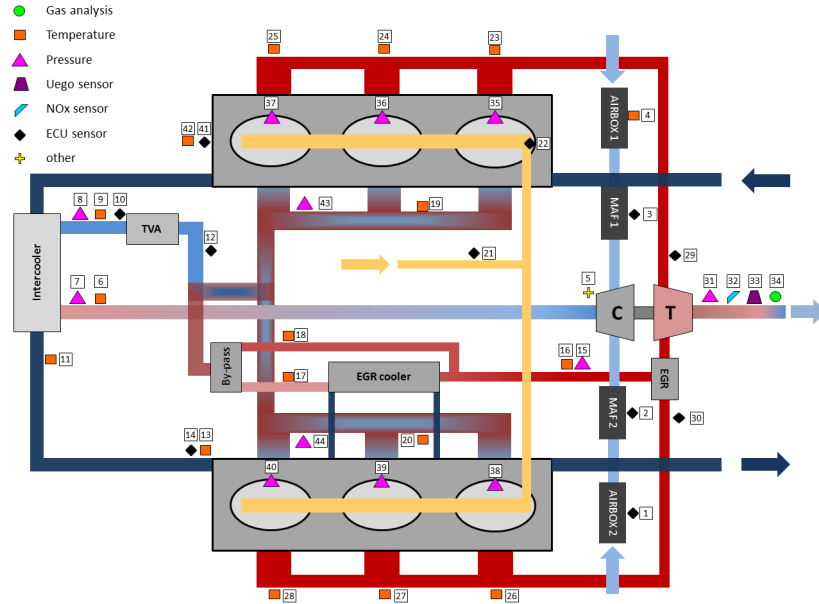 Gas analysis
Temperature
Pressure
Uego sensor
NOx sensor
ECU sensor
other
25
24
23
37
36
35
42 41
22
AIRBOX 1
4
MAF 1
3
43
19
8 9 10
TVA
12
21
29
Intercooler
7 6
5
C
T
31 32 33 34
18
17
By-pass
EGR cooler
16 15
EGR
11
MAF 2
2
30
14 13
44
20
40
39
38
AIRBOX 2
1
28
27
26